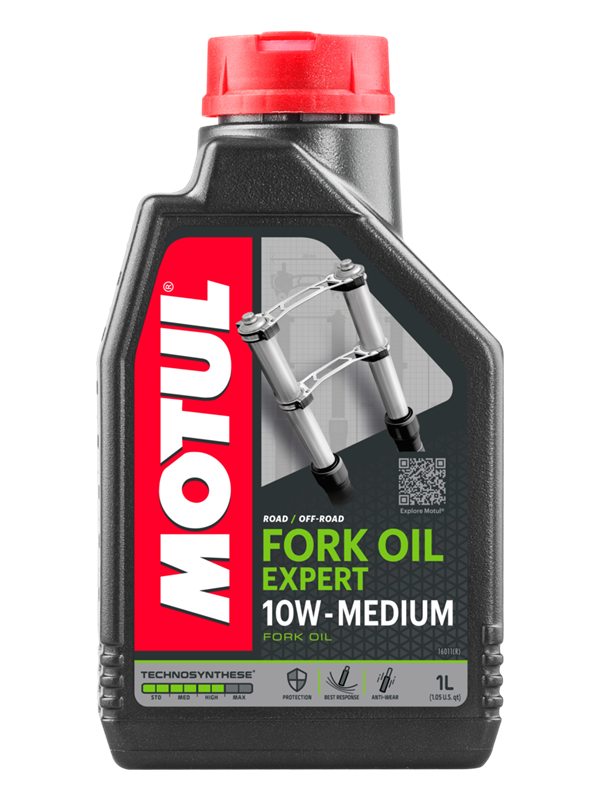 MOTUL®
Explore Motul®
ROAD / OFF-ROAD
FORK OIL
EXPERT
10W-MEDIUM
FORK OIL
16011(R)
TECHNOSYNTHESE®
STD MED HIGH MAX
PROTECTION
BEST RESPONSE
ANTI-WEAR
1L
(1.05 U.S. qt)